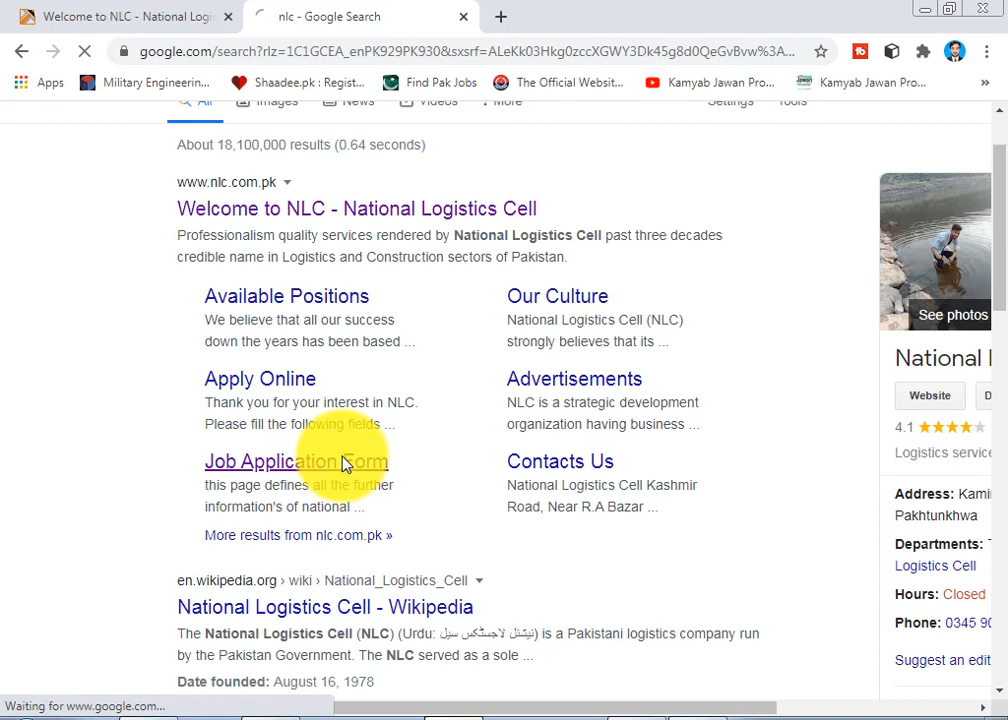 Welcome to NLC - National Logis
nlc - Google Search
google.com/search?rlz=1C1GCEA_enPK929PK930&sxsrf=ALeKk03Hkg0zccXGWY3Dk45g8d0QeGvBvw%3A...
Apps
Military Engineerin...
Shaadee.pk : Regist...
Find Pak Jobs
The Official Websit...
Kamyab Jawan Pro...
Kamyab Jawan Pro...
»
All
Images
News
Videos
More
Settings
Tools
About 18,100,000 results (0.64 seconds)
www.nlc.com.pk
Welcome to NLC - National Logistics Cell
Professionalism quality services rendered by National Logistics Cell past three decades
credible name in Logistics and Construction sectors of Pakistan.
Available Positions
We believe that all our success
down the years has been based ...
Our Culture
National Logistics Cell (NLC)
strongly believes that its ...
Apply Online
Thank you for your interest in NLC.
Please fill the following fields ...
Advertisements
NLC is a strategic development
organization having business ...
Job Application Form
this page defines all the further
information's of national ...
Contacts Us
National Logistics Cell Kashmir
Road, Near R.A Bazar ...
More results from nlc.com.pk »
en.wikipedia.org › wiki › National_Logistics_Cell
National Logistics Cell - Wikipedia
The National Logistics Cell (NLC) (Urdu: نیشنل لاجسٹکس سیل) is a Pakistani logistics company run
by the Pakistan Government. The NLC served as a sole ...
Date founded: August 16, 1978
See photos
National
Website
D
4.1
Logistics service
Address: Kami
Pakhtunkhwa
Departments:
Logistics Cell
Hours: Closed
Phone: 0345 90
Suggest an edit
Waiting for www.google.com...